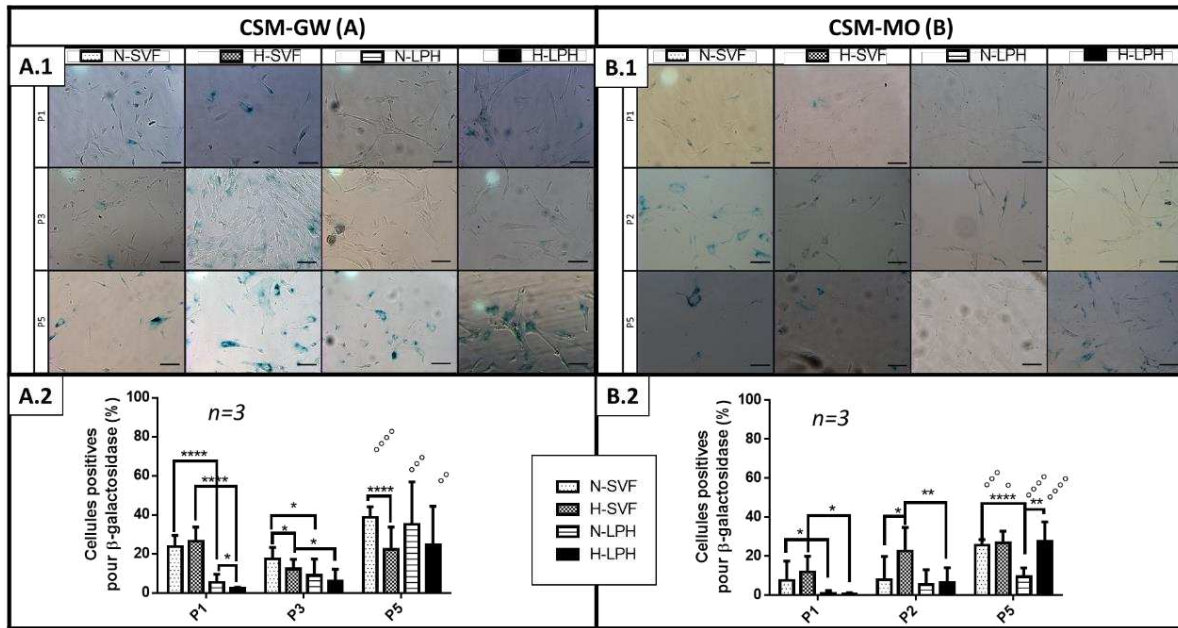 CSM-GW (A)
A.1
N-SVF H-SVF N-LPH H-LPH
P1
P3
P5
A.2
n=3
Cellules positives
pour β-galactosidase (%)
100
80
60
40
20
0
**** **** *
* * *
**** °°°° °°° °°
P1 P3 P5
CSM-MO (B)
B.1
N-SVF H-SVF N-LPH H-LPH
P1
P2
P5
B.2
n=3
Cellules positives
pour β-galactosidase (%)
100
80
60
40
20
0
* *
* **
**** **
P1 P2 P5
N-SVF
H-SVF
N-LPH
H-LPH